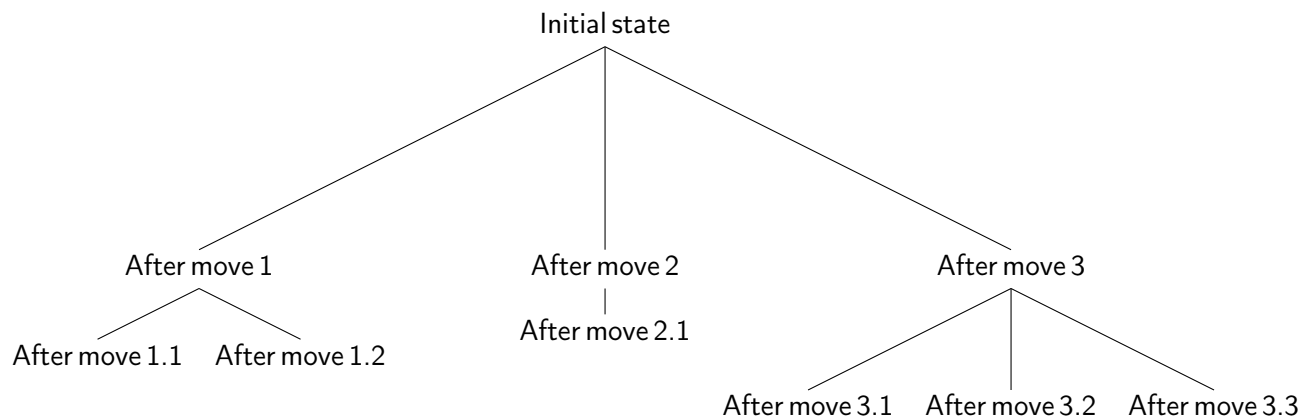 Initial state
After move 1
After move 2
After move 3
After move 1.1
After move 1.2
After move 2.1
After move 3.1
After move 3.2
After move 3.3